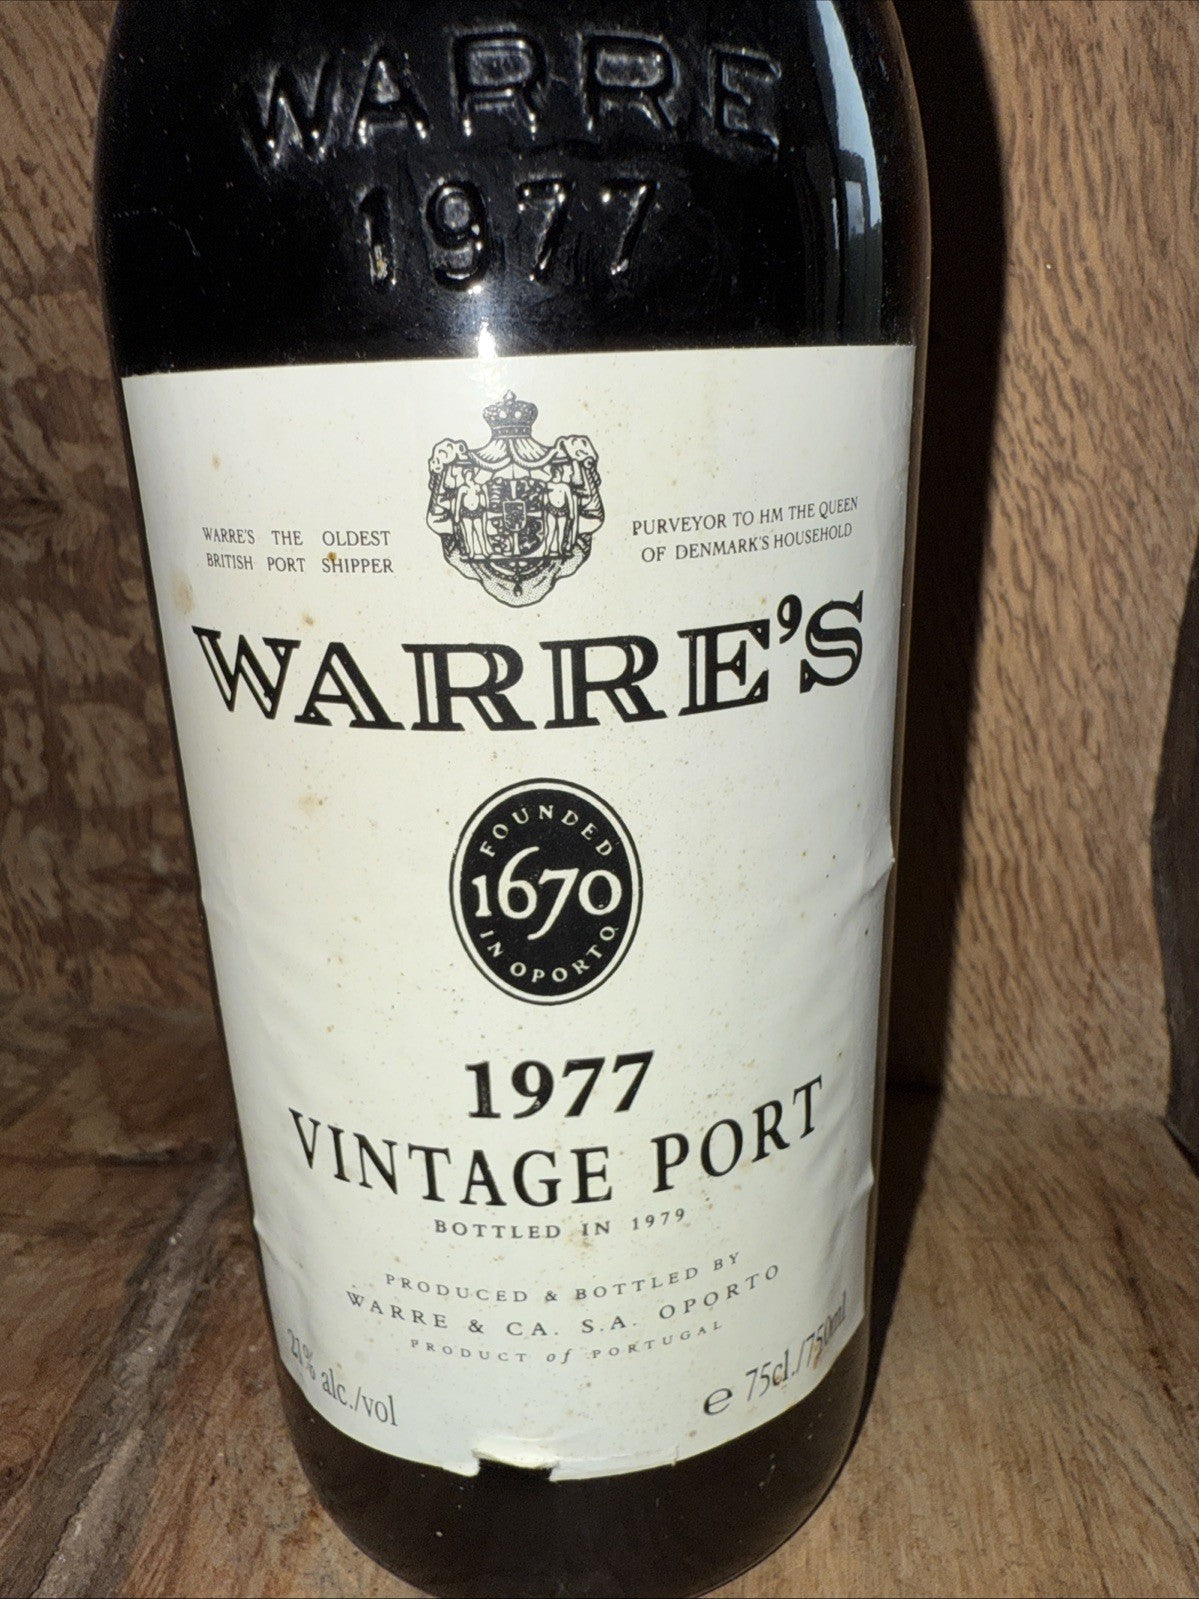 WARRE
1977
WARRE'S THE OLDEST
BRITISH PORT SHIPPER
PURVEYOR TO HM THE QUEEN
OF DENMARK'S HOUSEHOLD
WARRE'S
FOUNDED
1670
IN OPORTO
1977
VINTAGE PORT
BOTTLED IN 1979
PRODUCED & BOTTLED BY
WARRE & CA. S.A. OPORTO
PRODUCT of PORTUGAL
21% alc./vol
e 75cl./750ml